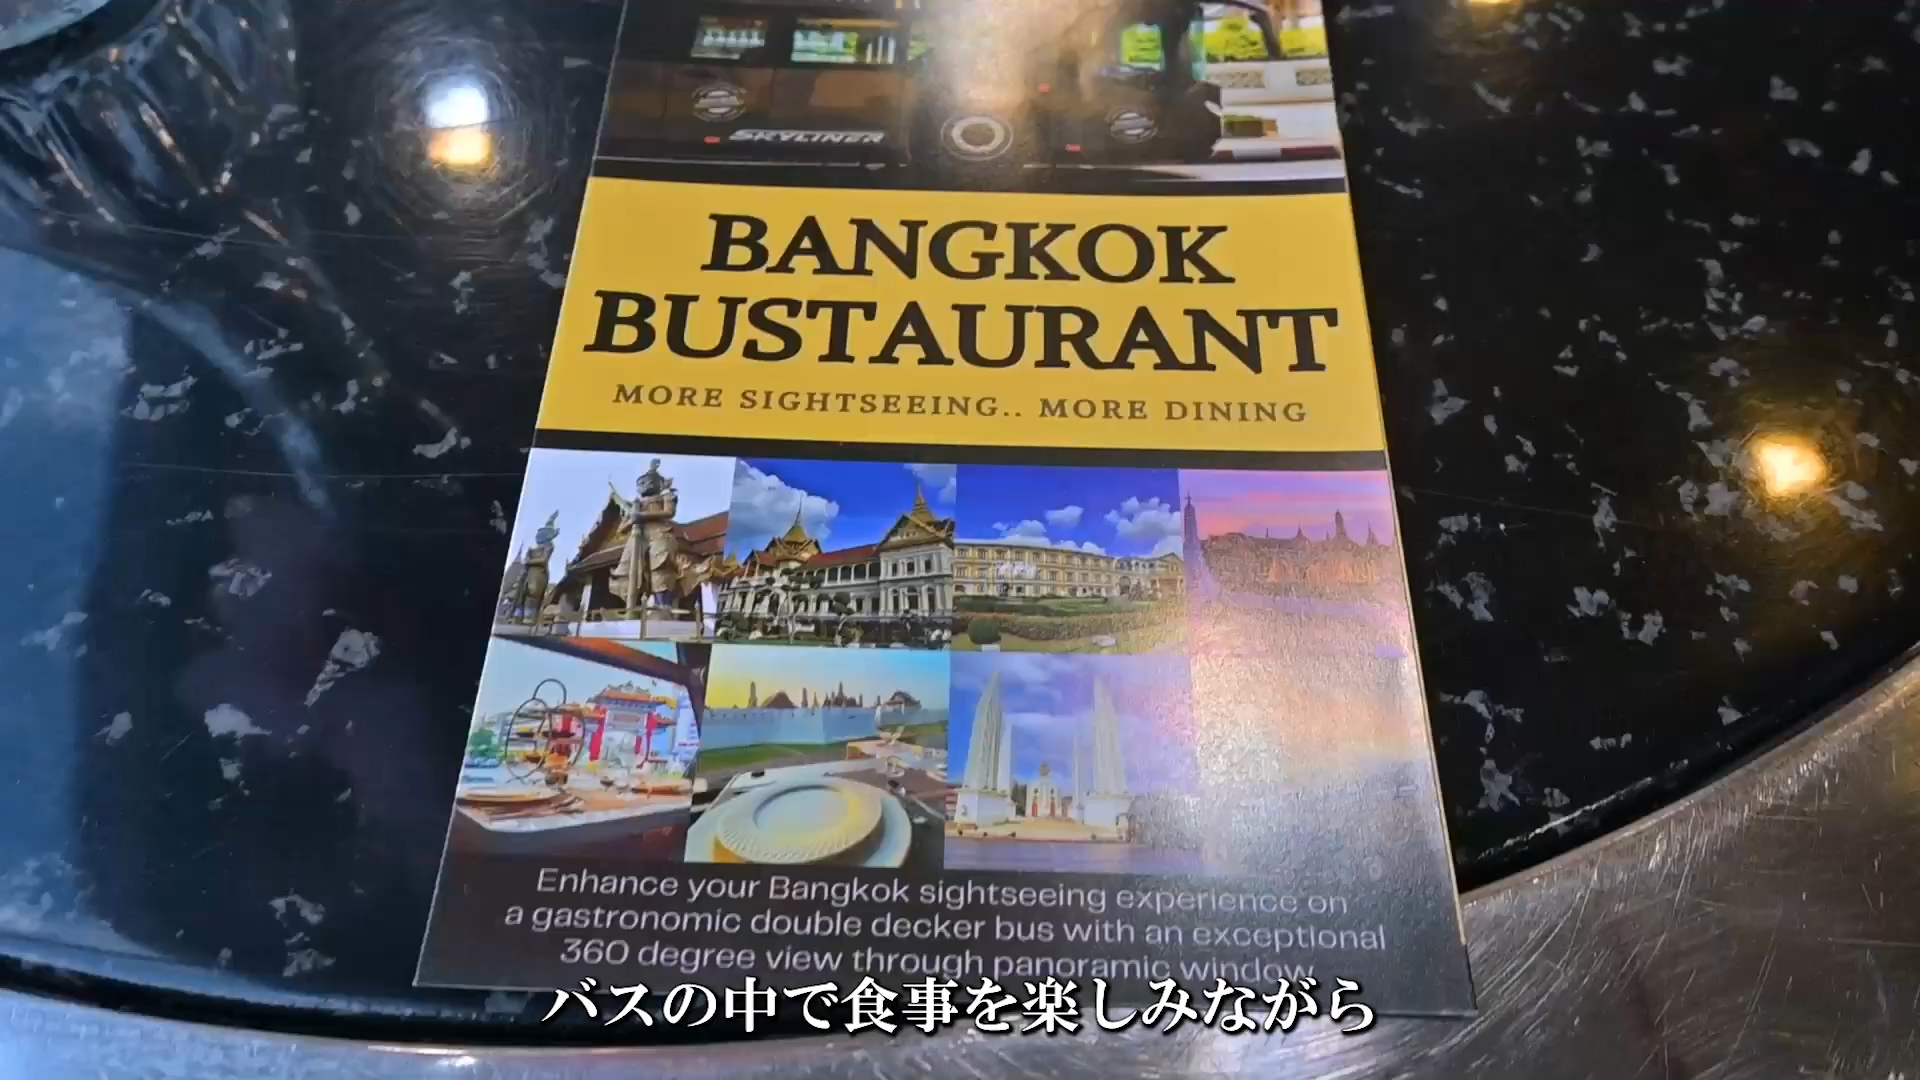 SKYLINER
BANGKOK
BUSTAURANT
MORE SIGHTSEEING.. MORE DINING
Enhance your Bangkok sightseeing experience on
a gastronomic double decker bus with an exceptional
360 degree view through panoramic window
バスの中で食事を楽しみながら